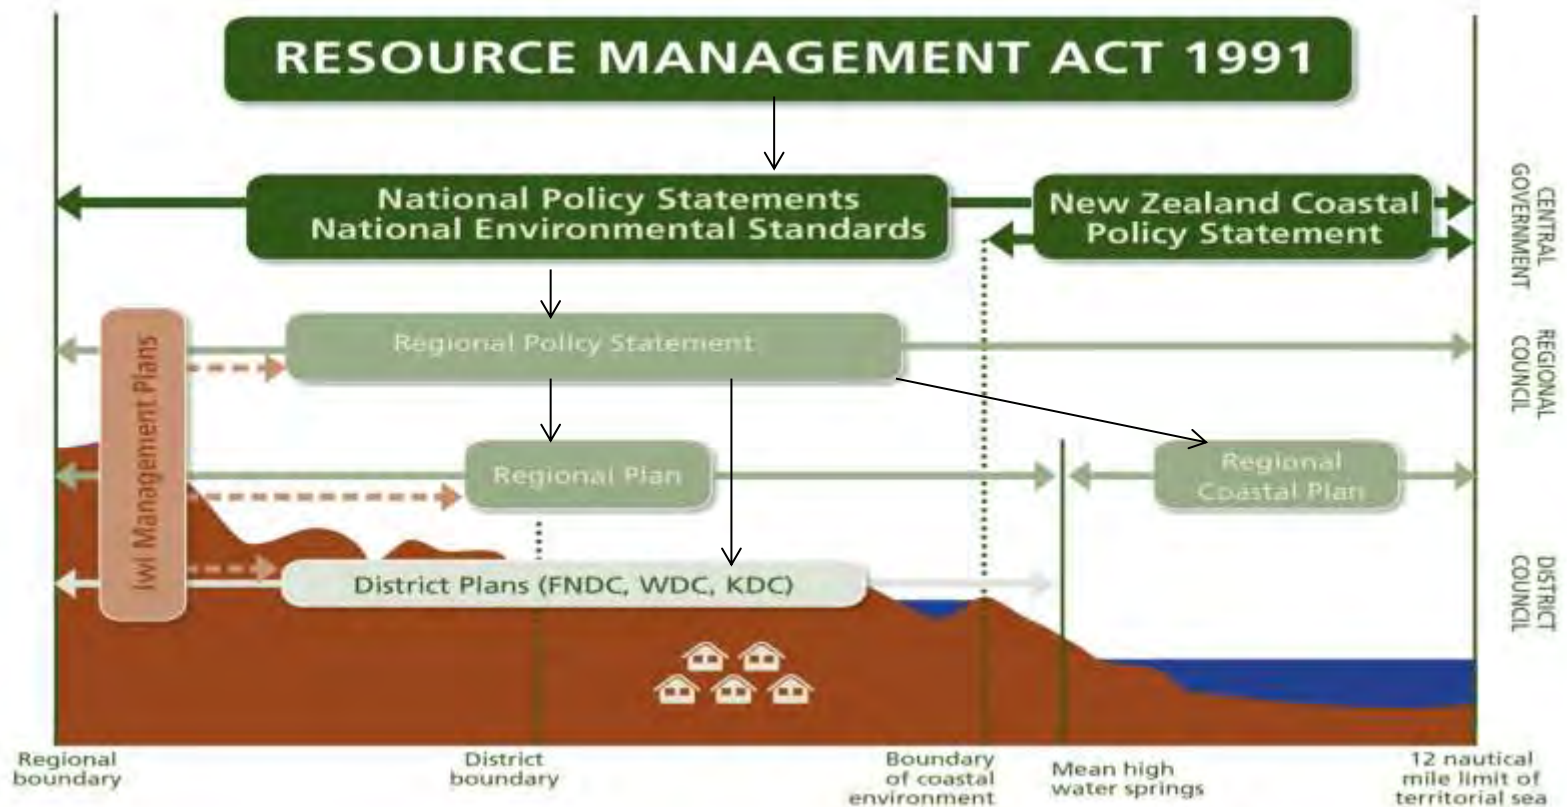 RESOURCE MANAGEMENT ACT 1991
National Policy Statements
National Environmental Standards
New Zealand Coastal
Policy Statement
CENTRAL
GOVERNMENT
Iwi Management Plans
Regional Policy Statement
REGIONAL
COUNCIL
Regional Plan
Regional
Coastal Plan
District Plans (FNDC, WDC, KDC)
DISTRICT
COUNCIL
Regional
boundary
District
boundary
Boundary
of coastal
environment
Mean high
water springs
12 nautical
mile limit of
territorial sea